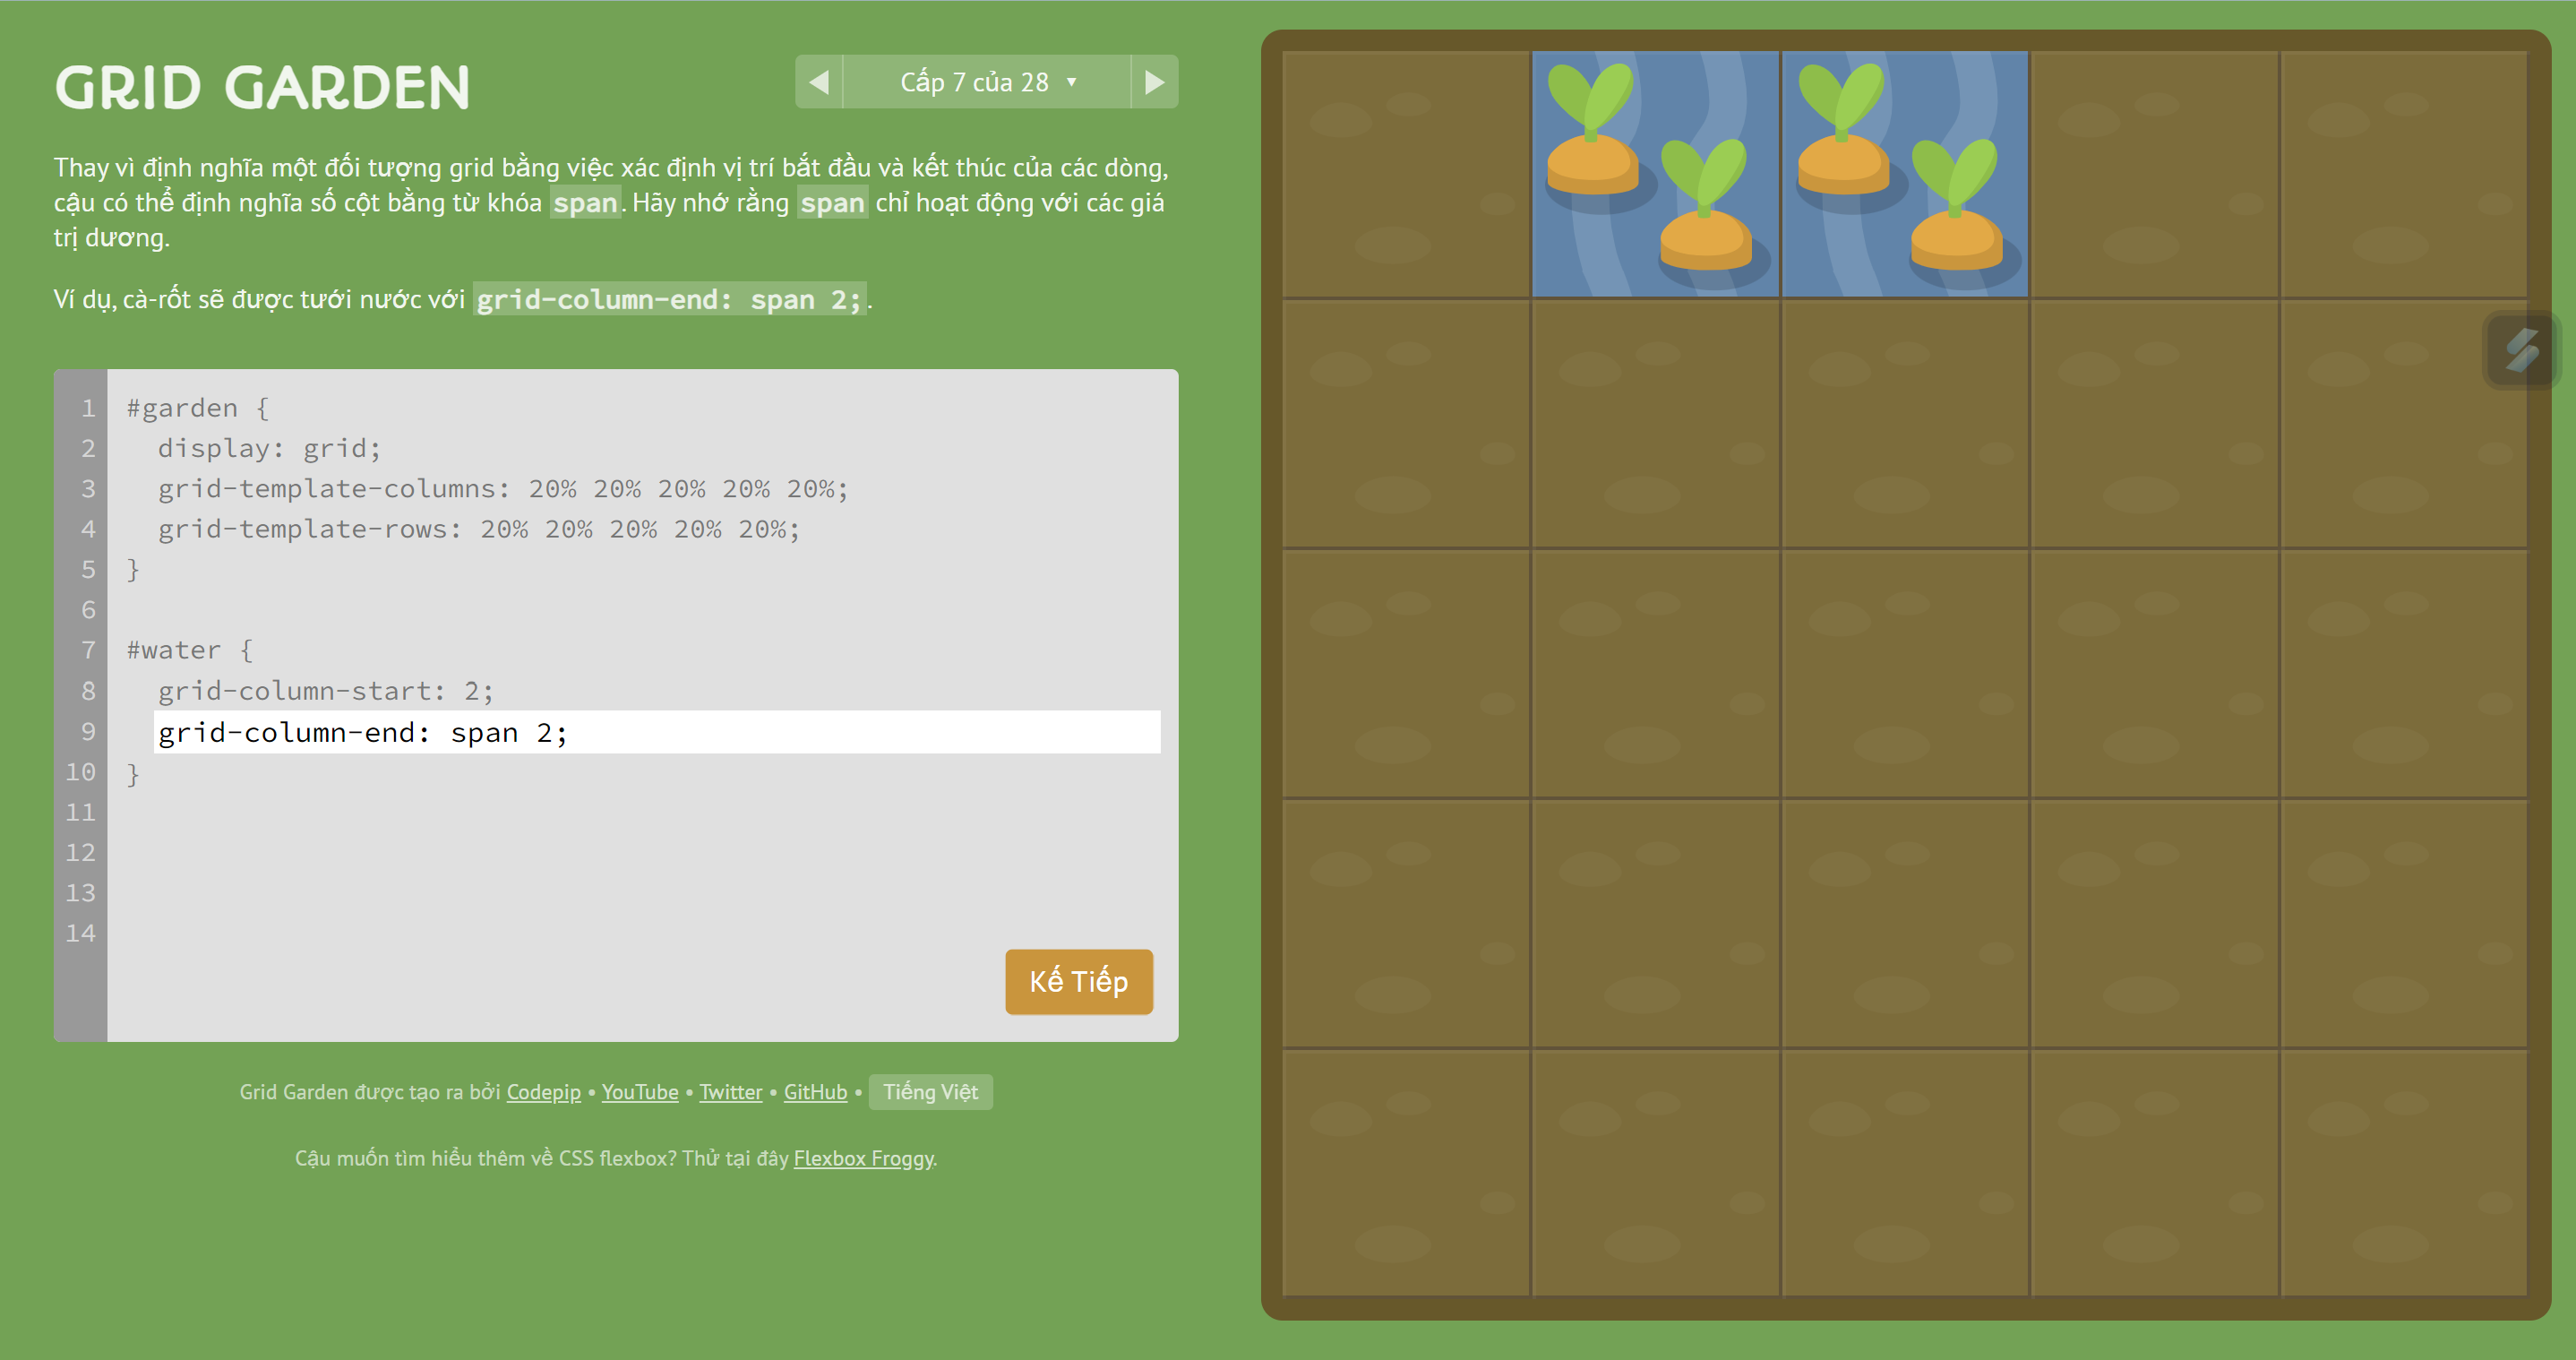 GRID GARDEN
Cấp 7 của 28 ▼
Thay vì định nghĩa một đối tượng grid bằng việc xác định vị trí bắt đầu và kết thúc của các dòng,
cậu có thể định nghĩa số cột bằng từ khóa span. Hãy nhớ rằng span chỉ hoạt động với các giá
trị dương.
Ví dụ, cà-rốt sẽ được tưới nước với grid-column-end: span 2;.
1 #garden {
2 display: grid;
3 grid-template-columns: 20% 20% 20% 20% 20%;
4 grid-template-rows: 20% 20% 20% 20% 20%;
5 }
6
7 #water {
8 grid-column-start: 2;
9 grid-column-end: span 2;
10 }
11
12
13
14
Kế Tiếp
Grid Garden được tạo ra bởi Codepip • YouTube • Twitter • GitHub • Tiếng Việt
Cậu muốn tìm hiểu thêm về CSS flexbox? Thử tại đây Flexbox Froggy.